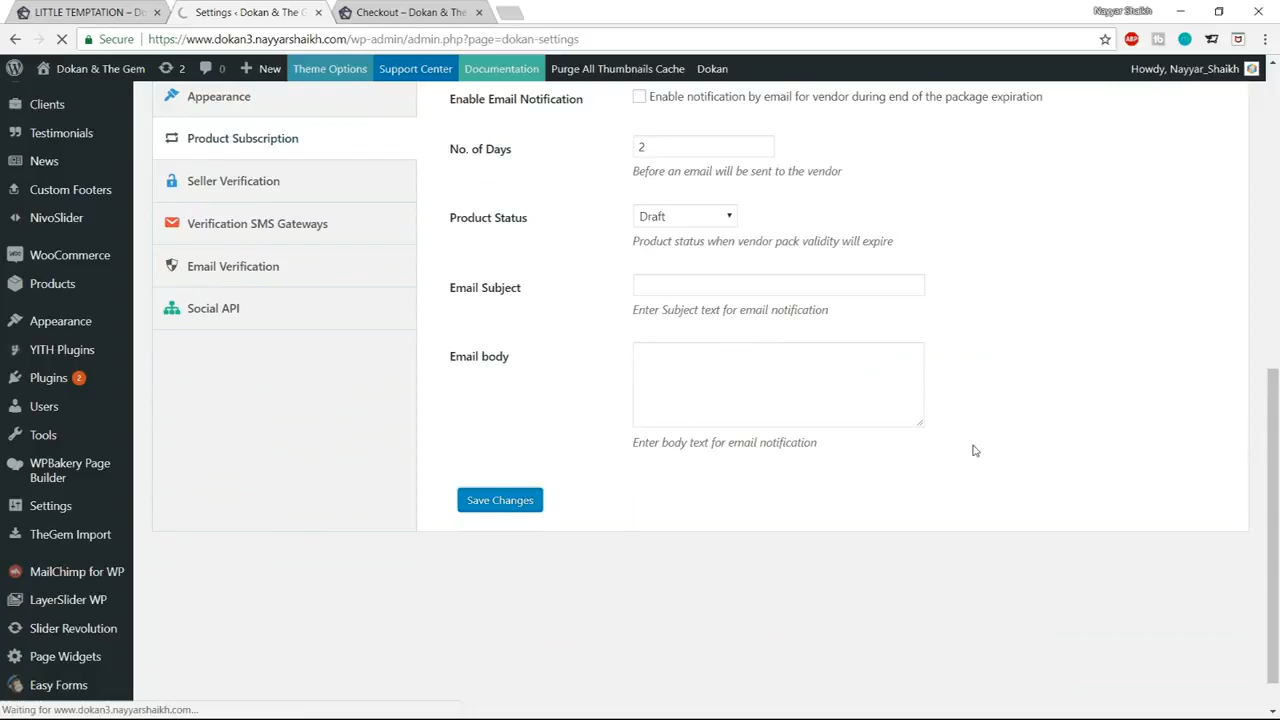 LITTLE TEMPTATION – D
Settings ‹ Dokan & The G
Checkout – Dokan & The
Nayyar Shaikh
Secure
https://www.dokan3.nayyarshaikh.com/wp-admin/admin.php?page=dokan-settings
Dokan & The Gem
2
0
New
Theme Options
Support Center
Documentation
Purge All Thumbnails Cache
Dokan
Howdy, Nayyar_Shaikh
Clients
Testimonials
News
Custom Footers
NivoSlider
WooCommerce
Products
Appearance
YITH Plugins
Plugins 2
Users
Tools
WPBakery Page
Builder
Settings
TheGem Import
MailChimp for WP
LayerSlider WP
Slider Revolution
Page Widgets
Easy Forms
Appearance
Product Subscription
Seller Verification
Verification SMS Gateways
Email Verification
Social API
Enable Email Notification
Enable notification by email for vendor during end of the package expiration
No. of Days
2
Before an email will be sent to the vendor
Product Status
Draft
Product status when vendor pack validity will expire
Email Subject
Enter Subject text for email notification
Email body
Enter body text for email notification
Save Changes
Waiting for www.dokan3.nayyarshaikh.com...